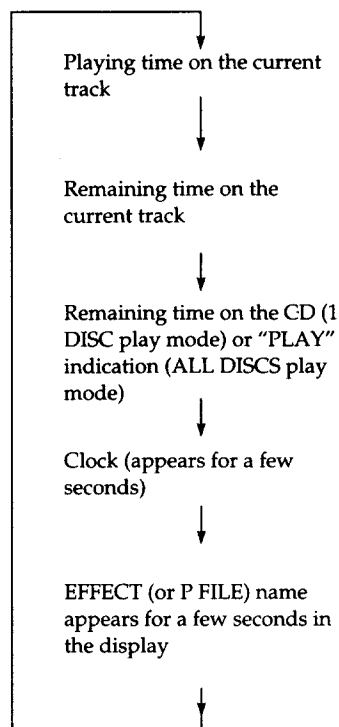 Playing time on the current
track
Remaining time on the
current track
Remaining time on the CD (1
DISC play mode) or “PLAY”
indication (ALL DISCS play
mode)
Clock (appears for a few
seconds)
EFFECT (or P FILE) name
appears for a few seconds in
the display